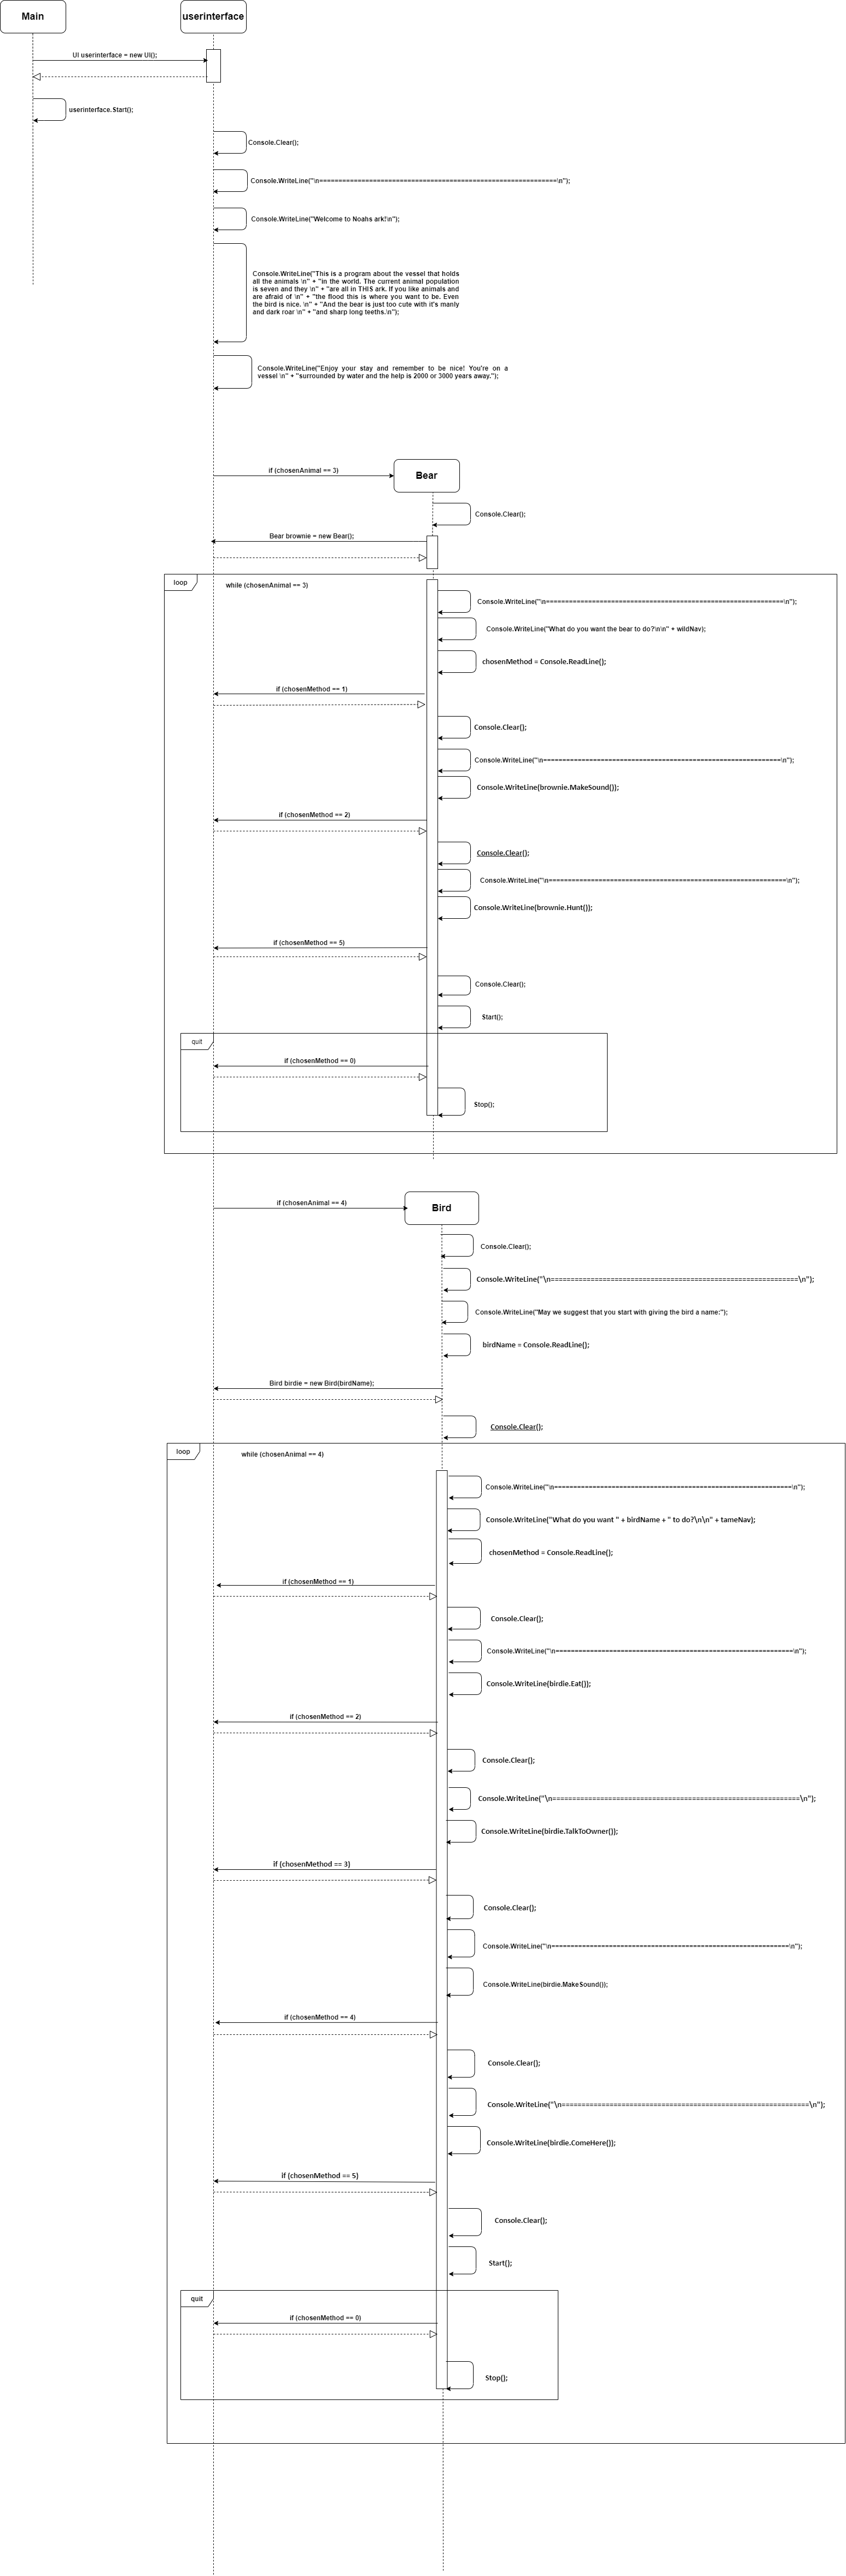 Main
userinterface
UI userinterface = new UI();
userinterface.Start();
Console.Clear();
Console.WriteLine("\n==============================================================\n");
Console.WriteLine("Welcome to Noahs ark!\n");
Console.WriteLine("This is a program about the vessel that holds
all the animals \n" + "in the world. The current animal population
is seven and they \n" + "are all in THIS ark. If you like animals and
are afraid of \n" + "the flood this is where you want to be. Even
the bird is nice. \n" + "And the bear is just too cute with it's manly
and dark roar \n" + "and sharp long teeths.\n");
Console.WriteLine("Enjoy your stay and remember to be nice! You're on a
vessel \n" + "surrounded by water and the help is 2000 or 3000 years away.");
if (chosenAnimal == 3)
Bear
Console.Clear();
Bear brownie = new Bear();
loop
while (chosenAnimal == 3)
Console.WriteLine("\n==============================================================\n");
Console.WriteLine("What do you want the bear to do?\n\n" + wildNav);
chosenMethod = Console.ReadLine();
if (chosenMethod == 1)
Console.Clear();
Console.WriteLine("\n==============================================================\n");
Console.WriteLine(brownie.MakeSound());
if (chosenMethod == 2)
Console.Clear();
Console.WriteLine("\n==============================================================\n");
Console.WriteLine(brownie.Hunt());
if (chosenMethod == 5)
Console.Clear();
Start();
quit
if (chosenMethod == 0)
Stop();
if (chosenAnimal == 4)
Bird
Console.Clear();
Console.WriteLine("\n==============================================================\n");
Console.WriteLine("May we suggest that you start with giving the bird a name:");
birdName = Console.ReadLine();
Bird birdie = new Bird(birdName);
Console.Clear();
loop
while (chosenAnimal == 4)
Console.WriteLine("\n==============================================================\n");
Console.WriteLine("What do you want " + birdName + " to do?\n\n" + tameNav);
chosenMethod = Console.ReadLine();
if (chosenMethod == 1)
Console.Clear();
Console.WriteLine("\n==============================================================\n");
Console.WriteLine(birdie.Eat());
if (chosenMethod == 2)
Console.Clear();
Console.WriteLine("\n==============================================================\n");
Console.WriteLine(birdie.TalkToOwner());
if (chosenMethod == 3)
Console.Clear();
Console.WriteLine("\n==============================================================\n");
Console.WriteLine(birdie.MakeSound());
if (chosenMethod == 4)
Console.Clear();
Console.WriteLine("\n==============================================================\n");
Console.WriteLine(birdie.ComeHere());
if (chosenMethod == 5)
Console.Clear();
Start();
quit
if (chosenMethod == 0)
Stop();